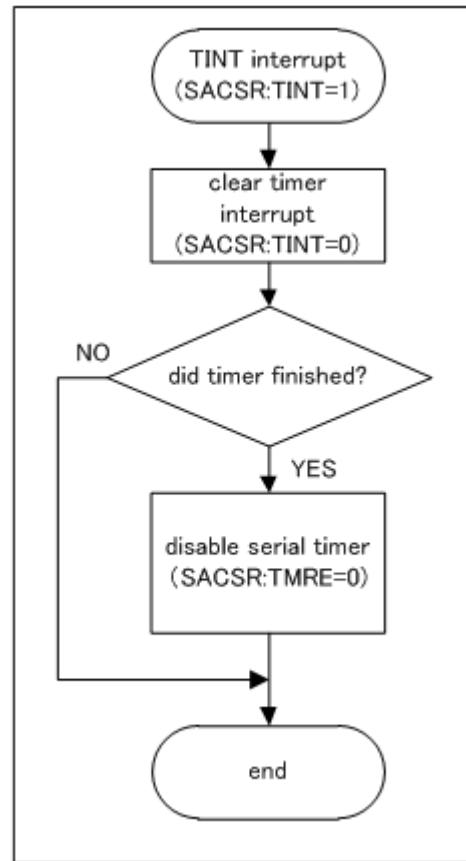 TINT interrupt
(SACSR:TINT=1)
clear timer
interrupt
(SACSR:TINT=0)
did timer finished?
NO
YES
disable serial timer
(SACSR:TMRE=0)
end